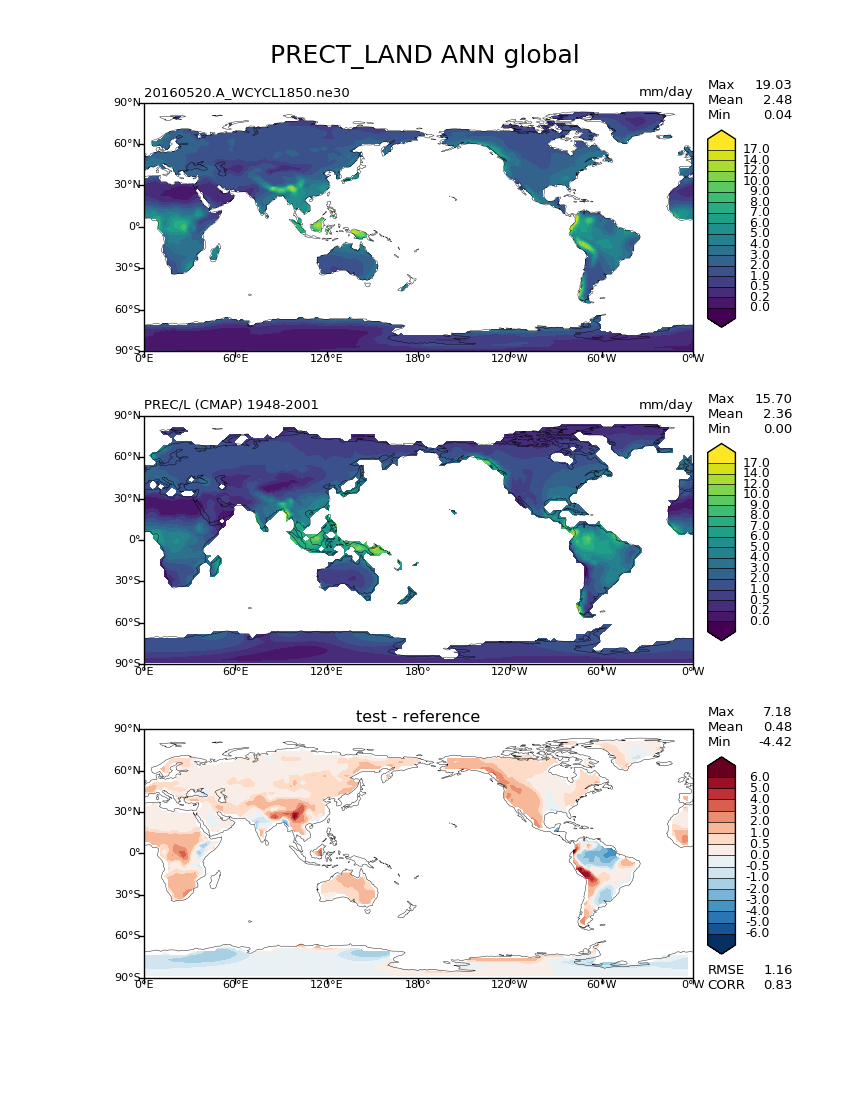 PRECT_LAND ANN global
20160520.A_WCYCL1850.ne30
mm/day
Max 19.03
Mean 2.48
Min 0.04
90°N
60°N
30°N
0°
30°S
60°S
90°S
0°E 60°E 120°E 180° 120°W 60°W 0°W
17.0
14.0
12.0
10.0
9.0
8.0
7.0
6.0
5.0
4.0
3.0
2.0
1.0
0.5
0.2
0.0
PREC/L (CMAP) 1948-2001
mm/day
Max 15.70
Mean 2.36
Min 0.00
90°N
60°N
30°N
0°
30°S
60°S
90°S
0°E 60°E 120°E 180° 120°W 60°W 0°W
17.0
14.0
12.0
10.0
9.0
8.0
7.0
6.0
5.0
4.0
3.0
2.0
1.0
0.5
0.2
0.0
test - reference
Max 7.18
Mean 0.48
Min -4.42
90°N
60°N
30°N
0°
30°S
60°S
90°S
0°E 60°E 120°E 180° 120°W 60°W 0°W
6.0
5.0
4.0
3.0
2.0
1.0
0.5
0.0
-0.5
-1.0
-2.0
-3.0
-4.0
-5.0
-6.0
RMSE 1.16
CORR 0.83